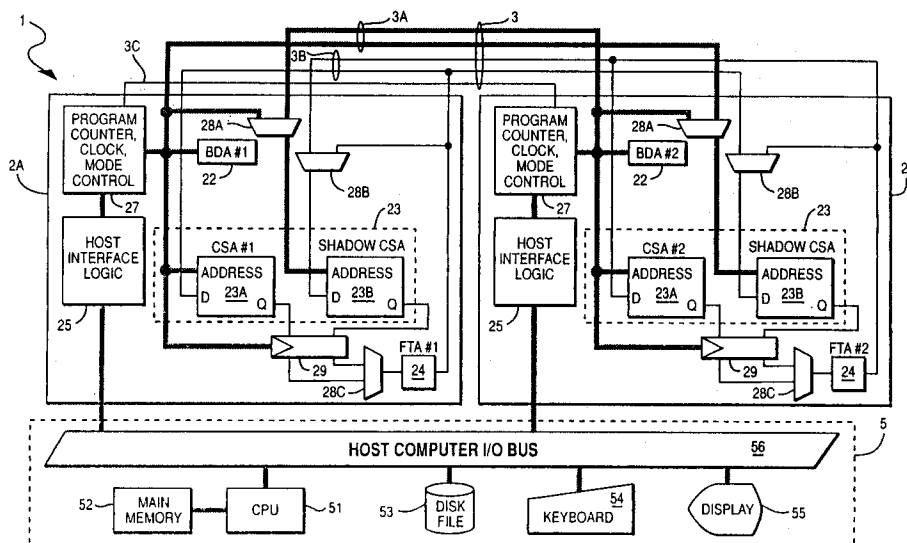 1
3A
3
3B
3C
PROGRAM
COUNTER,
CLOCK,
MODE
CONTROL
27
28A
BDA #1
22
28B
2A
HOST
INTERFACE
LOGIC
25
23
CSA #1
SHADOW CSA
ADDRESS
23A
D
Q
ADDRESS
23B
D
Q
29
28C
FTA #1
24
PROGRAM
COUNTER,
CLOCK,
MODE
CONTROL
27
28A
BDA #2
22
28B
2
HOST
INTERFACE
LOGIC
25
23
CSA #2
SHADOW CSA
ADDRESS
23A
D
Q
ADDRESS
23B
D
Q
29
28C
FTA #2
24
5
HOST COMPUTER I/O BUS
56
52
MAIN
MEMORY
CPU
51
53
DISK
FILE
54
KEYBOARD
DISPLAY
55